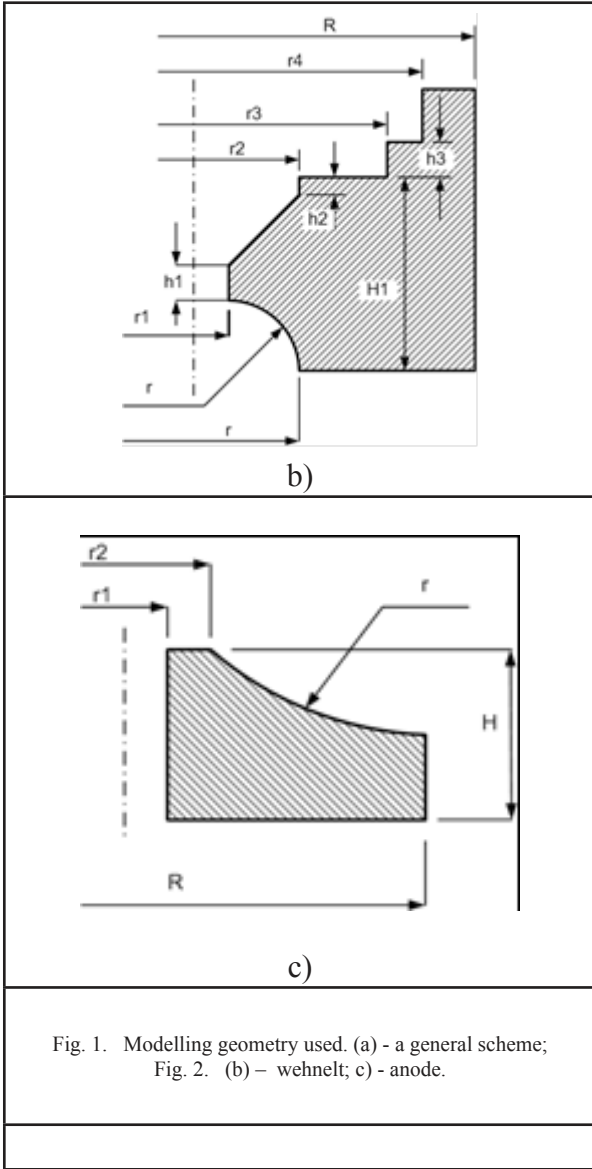 R
r4
r3
r2
h3
h2
h1
H1
r1
r
r
b)
r2
r1
r
H
R
c)
Fig. 1. Modelling geometry used. (a) - a general scheme;
Fig. 2. (b) – wehnelt; c) - anode.